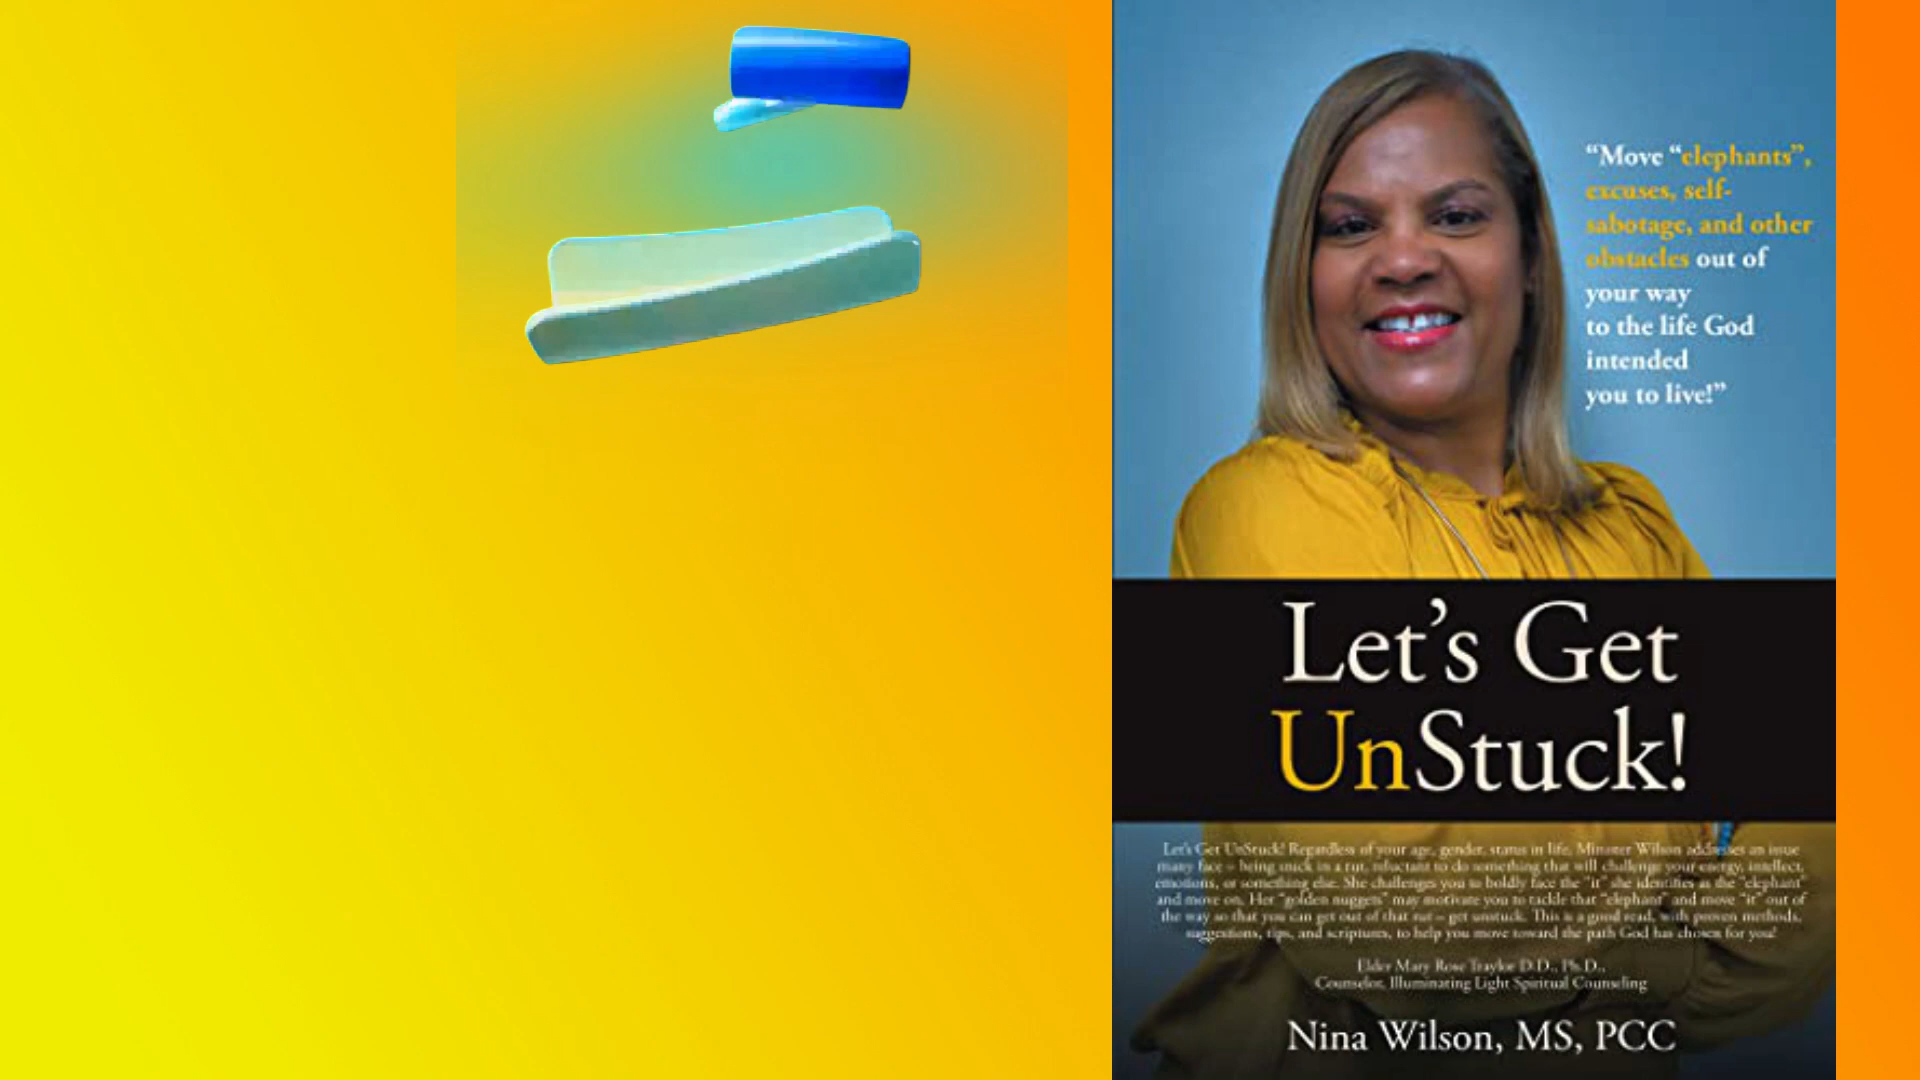 “Move “elephants”,
excuses, self-
sabotage, and other
obstacles out of
your way
to the life God
intended
you to live!”
Let’s Get
UnStuck!
Let's Get UnStuck! Regardless of your age, gender, status in life, Minister Wilson addresses an issue
many face – being stuck in a rut, reluctant to do something that will challenge your energy, intellect,
emotions, or something else. She challenges you to boldly face the "it" she identifies as the "elephant"
and move on. Her "golden nuggets" may motivate you to tackle that "elephant" and move "it" out of
the way so that you can get out of that rut – get unstuck. This is a good read, with proven methods,
suggestions, tips, and scriptures, to help you move toward the path God has chosen for you!
Elder Mary Rose Traylor D.D., Ph.D.,
Counselor, Illuminating Light Spiritual Counseling
Nina Wilson, MS, PCC